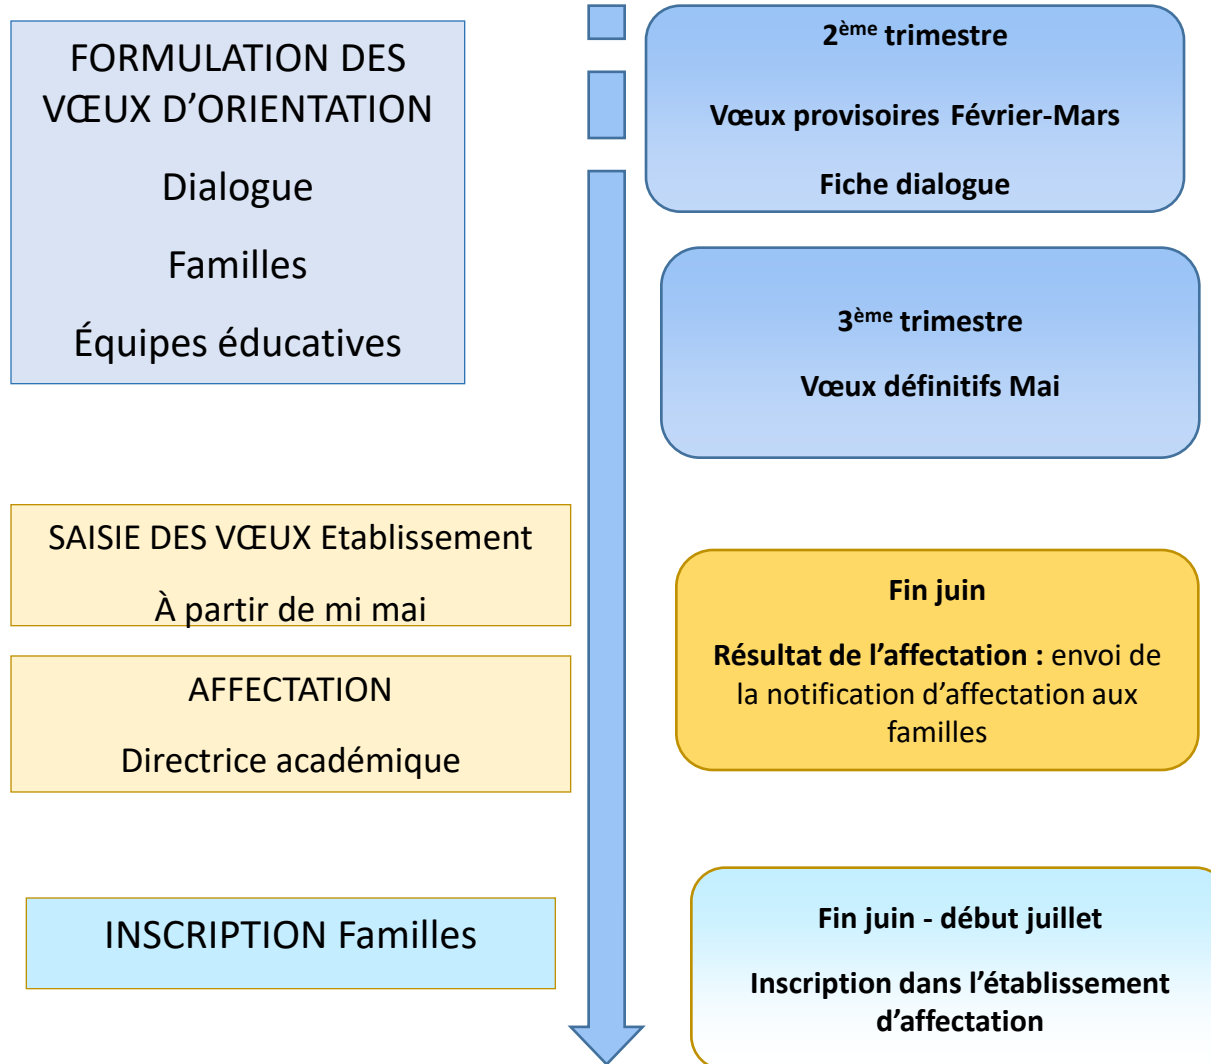 FORMULATION DES
VŒUX D’ORIENTATION
Dialogue
Familles
Équipes éducatives
2ème trimestre
Vœux provisoires Février-Mars
Fiche dialogue
3ème trimestre
Vœux définitifs Mai
SAISIE DES VŒUX Etablissement
À partir de mi mai
AFFECTATION
Directrice académique
Fin juin
Résultat de l’affectation : envoi de
la notification d’affectation aux
familles
INSCRIPTION Familles
Fin juin - début juillet
Inscription dans l’établissement
d’affectation